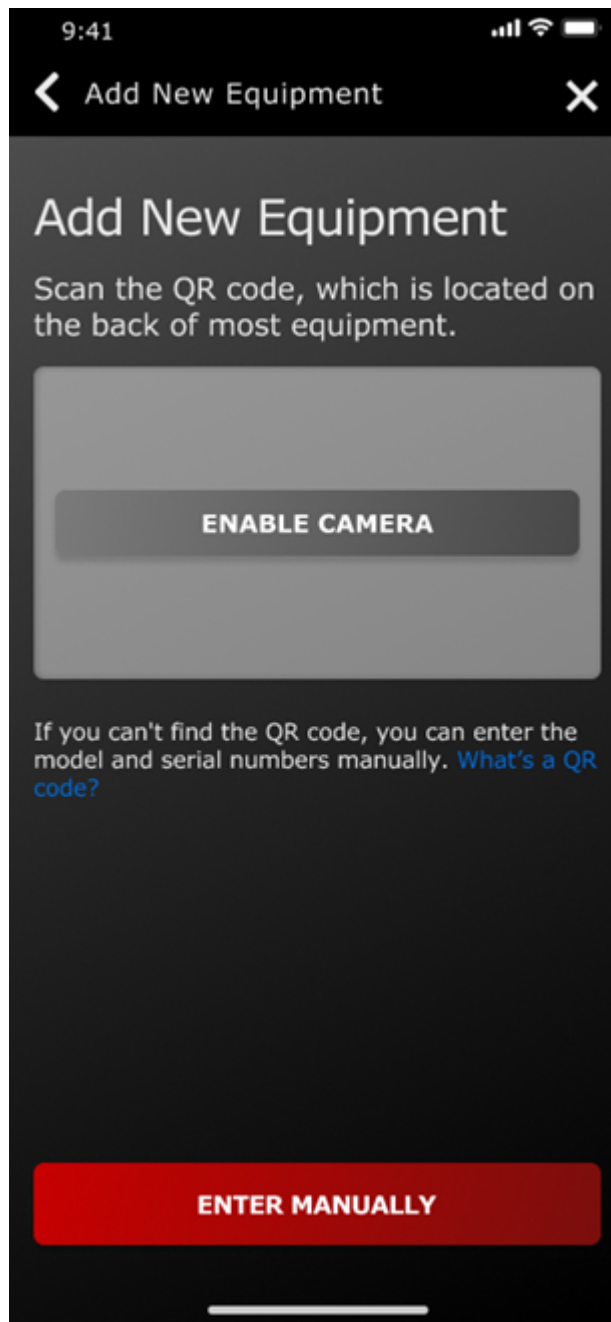 9:41
Add New Equipment
Add New Equipment
Scan the QR code, which is located on
the back of most equipment.
ENABLE CAMERA
If you can't find the QR code, you can enter the
model and serial numbers manually. What's a QR
code?
ENTER MANUALLY